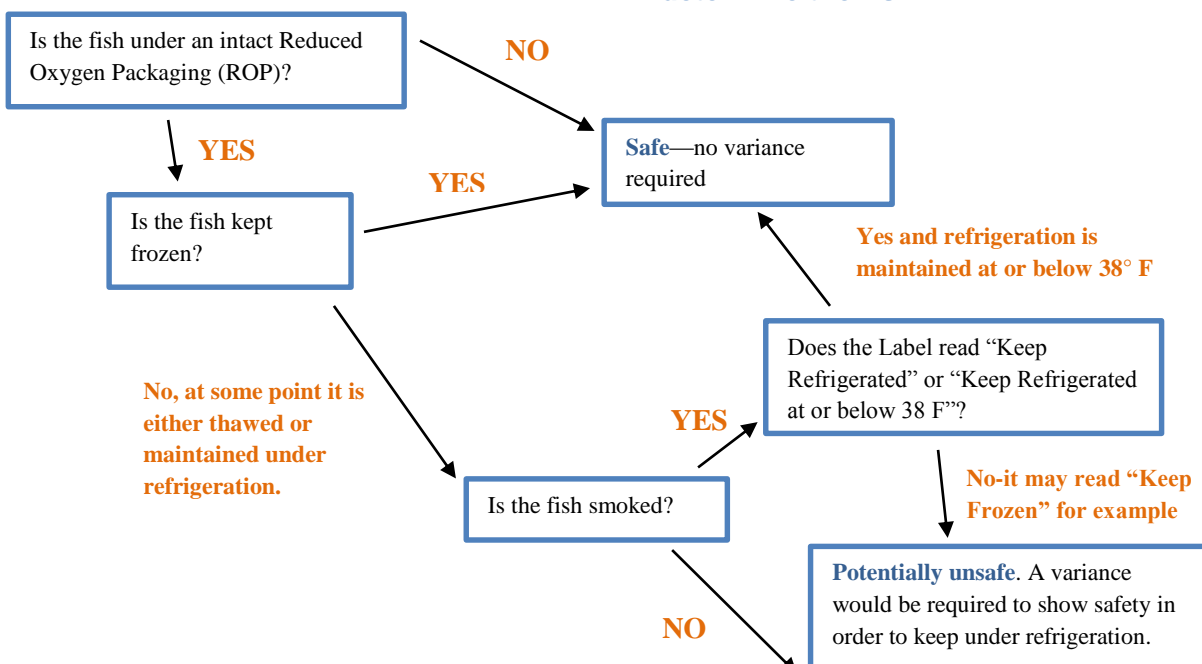 Is the fish under an intact Reduced
Oxygen Packaging (ROP)?
NO
YES
Safe—no variance
required
YES
Is the fish kept
frozen?
Yes and refrigeration is
maintained at or below 38° F
Does the Label read “Keep
Refrigerated” or “Keep Refrigerated
at or below 38 F”?
No, at some point it is
either thawed or
maintained under
refrigeration.
YES
Is the fish smoked?
No-it may read “Keep
Frozen” for example
Potentially unsafe. A variance
would be required to show safety in
order to keep under refrigeration.
NO